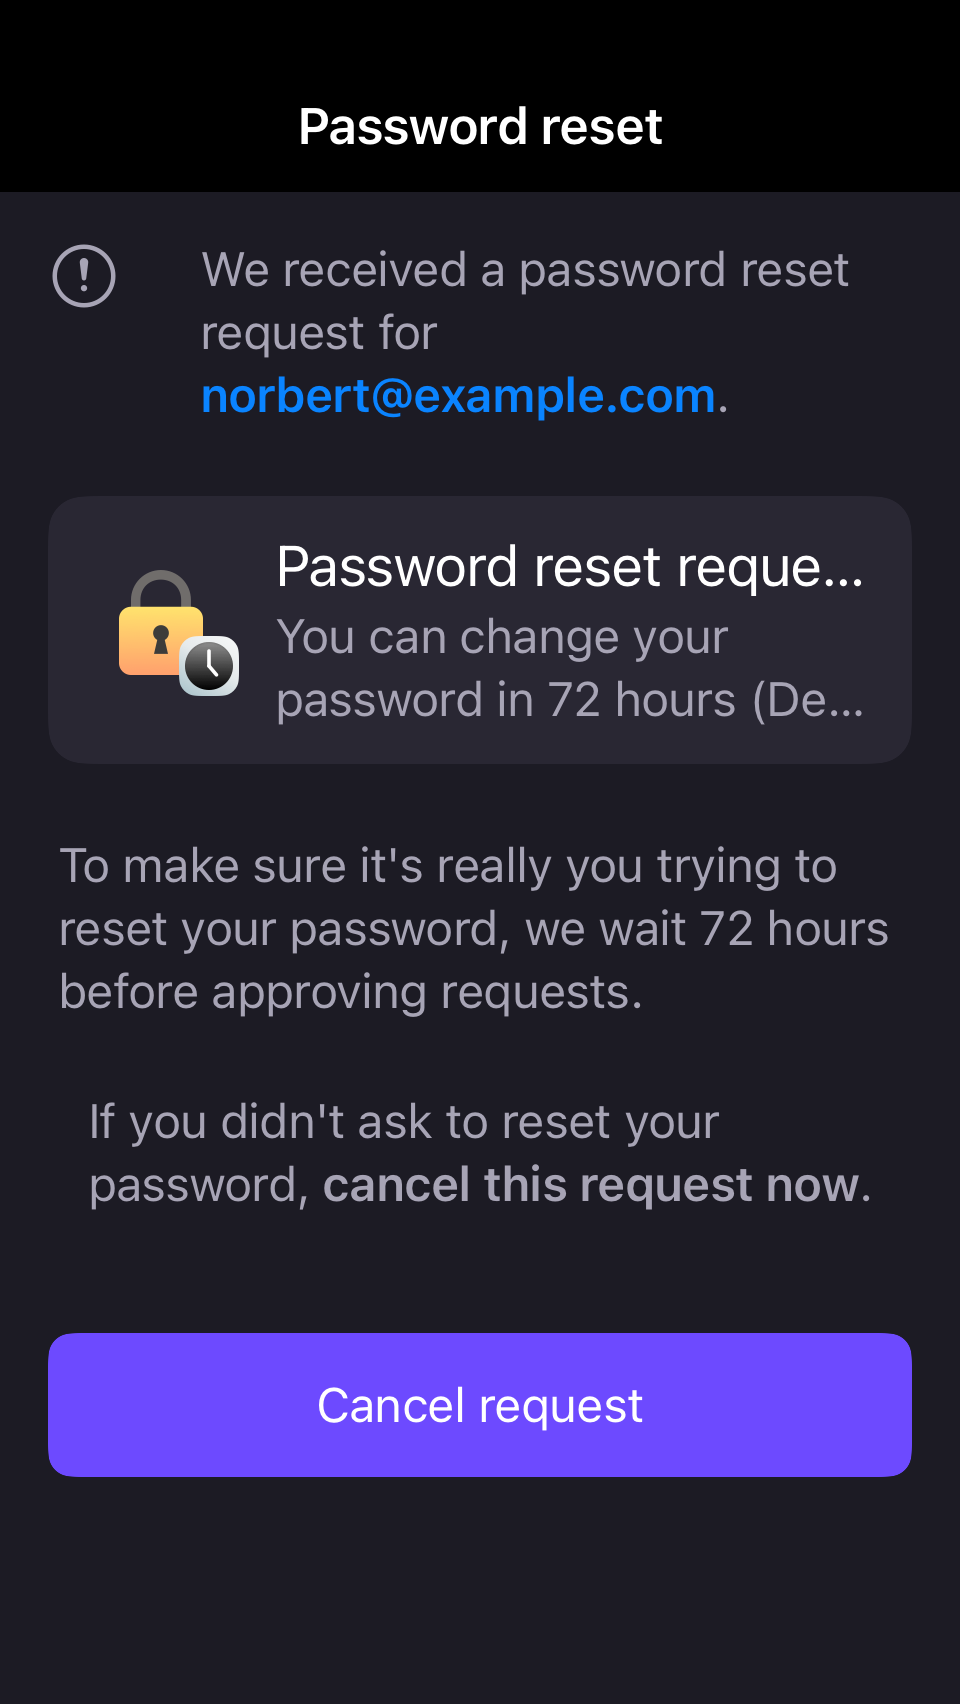 Password reset
We received a password reset
request for
norbert@example.com.
Password reset reque...
You can change your
password in 72 hours (De...
To make sure it's really you trying to
reset your password, we wait 72 hours
before approving requests.
If you didn't ask to reset your
password, cancel this request now.
Cancel request